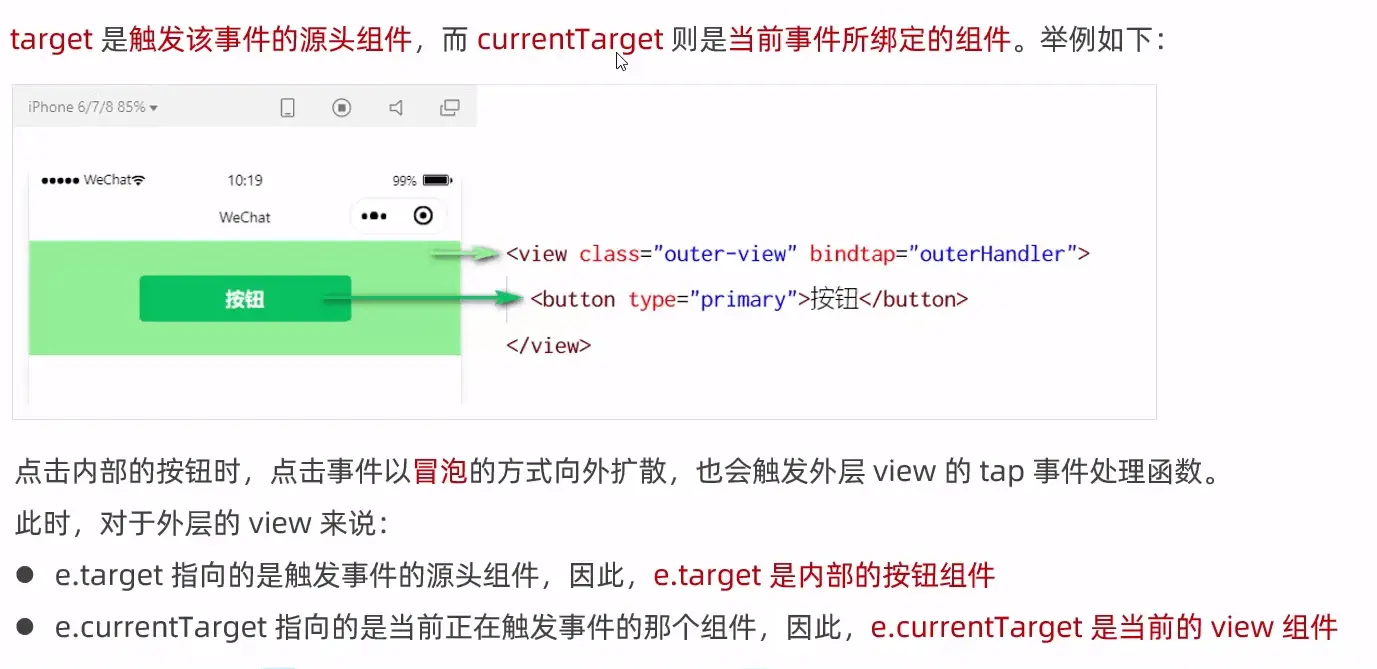 target 是触发该事件的源头组件，而 currentTarget 则是当前事件所绑定的组件。举例如下：
iPhone 6/7/8 85%
WeChat 10:19 99%
WeChat
<view class="outer-view" bindtap="outerHandler">
按钮 <button type="primary">按钮</button>
</view>
点击内部的按钮时，点击事件以冒泡的方式向外扩散，也会触发外层 view 的 tap 事件处理函数。
此时，对于外层的 view 来说：
● e.target 指向的是触发事件的源头组件，因此，e.target 是内部的按钮组件
● e.currentTarget 指向的是当前正在触发事件的那个组件，因此，e.currentTarget 是当前的 view 组件